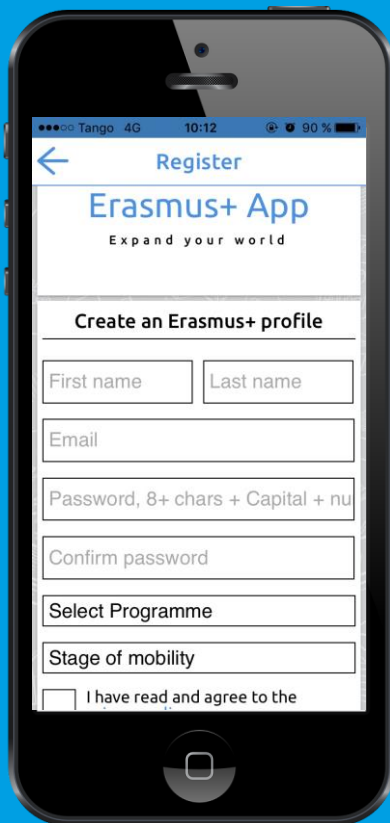 Tango 4G 10:12 90 %
Register
Erasmus+ App
Expand your world
Create an Erasmus+ profile
First name Last name
Email
Password, 8+ chars + Capital + nu
Confirm password
Select Programme
Stage of mobility
I have read and agree to the